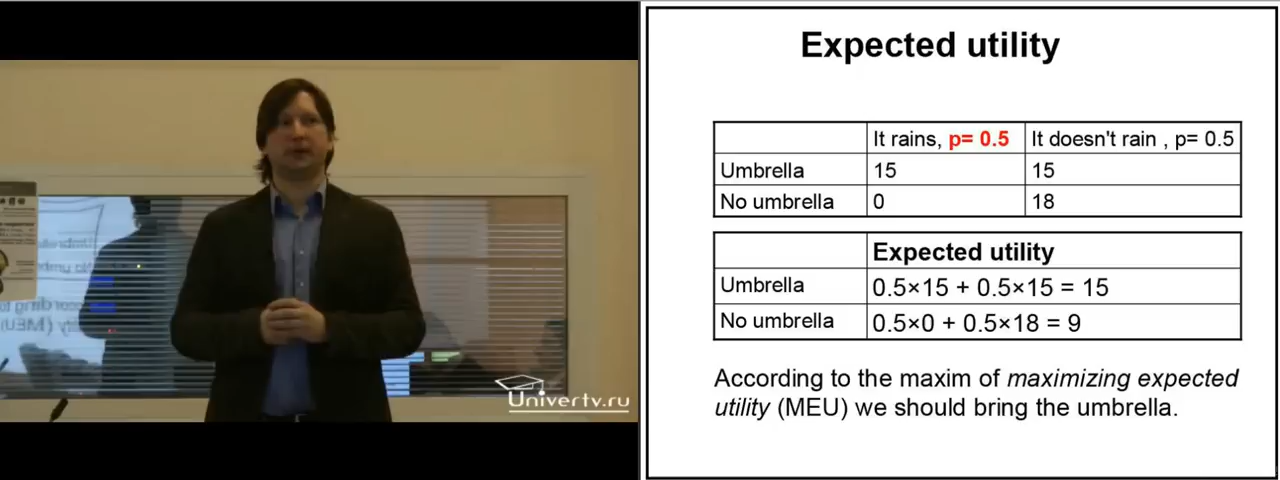 Expected utility
It rains, p= 0.5 It doesn't rain , p= 0.5
Umbrella 15 15
No umbrella 0 18
Expected utility
Umbrella 0.5×15 + 0.5×15 = 15
No umbrella 0.5×0 + 0.5×18 = 9
According to the maxim of maximizing expected
utility (MEU) we should bring the umbrella.
Univertv.ru